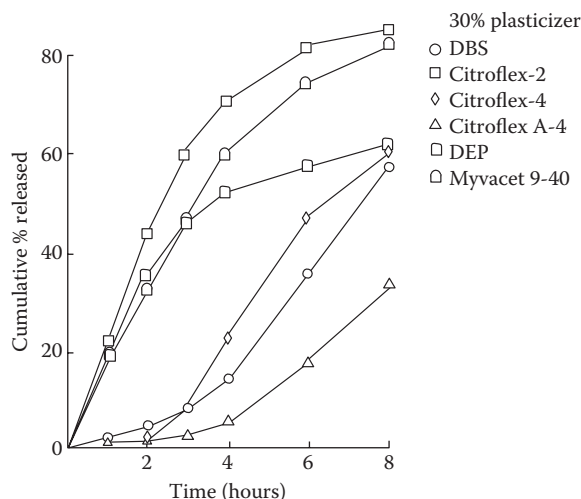 30% plasticizer
DBS
Citroflex-2
Citroflex-4
Citroflex A-4
DEP
Myvacet 9-40
Cumulative % released
80
60
40
20
0
2
4
6
8
Time (hours)